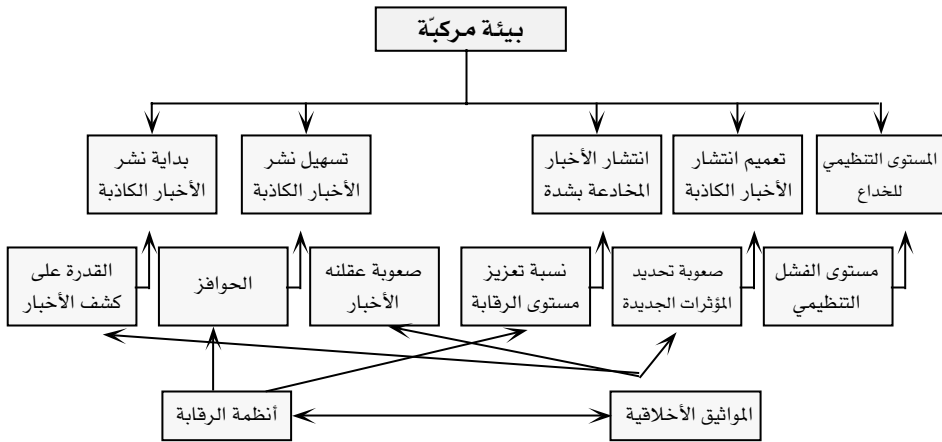 بيئة مركبّة
المستوى التنظيمي
للخداع
تعميم انتشار
الأخبار الكاذبة
انتشار الأخبار
المخادعة بشدة
تسهيل نشر
الأخبار الكاذبة
بداية نشر
الأخبار الكاذبة
مستوى الفشل
التنظيمي
صعوبة تحديد
المؤثرات الجديدة
نسبة تعزيز
مستوى الرقابة
صعوبة عقلنه
الأخبار
الحوافز
القدرة على
كشف الأخبار
المواثيق الأخلاقية
أنظمة الرقابة